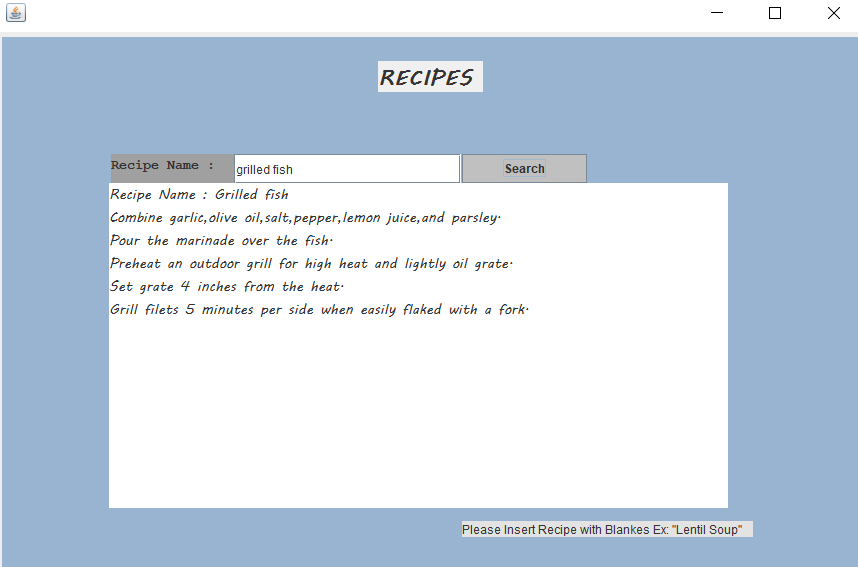 RECIPES
Recipe Name :
grilled fish
Search
Recipe Name : Grilled fish
Combine garlic,olive oil,salt,pepper,lemon juice,and parsley.
Pour the marinade over the fish.
Preheat an outdoor grill for high heat and lightly oil grate.
Set grate 4 inches from the heat.
Grill filets 5 minutes per side when easily flaked with a fork.
Please Insert Recipe with Blankes Ex: "Lentil Soup"